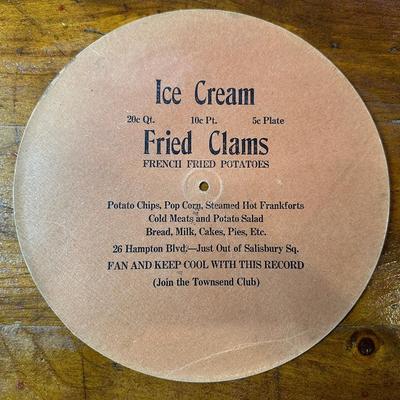 Ice Cream
20c Qt. 10c Pt. 5c Plate
Fried Clams
FRENCH FRIED POTATOES
Potato Chips, Pop Corn, Steamed Hot Frankforts
Cold Meats and Potato Salad
Bread, Milk, Cakes, Pies, Etc.
26 Hampton Blvd.—Just Out of Salisbury Sq.
FAN AND KEEP COOL WITH THIS RECORD
(Join the Townsend Club)